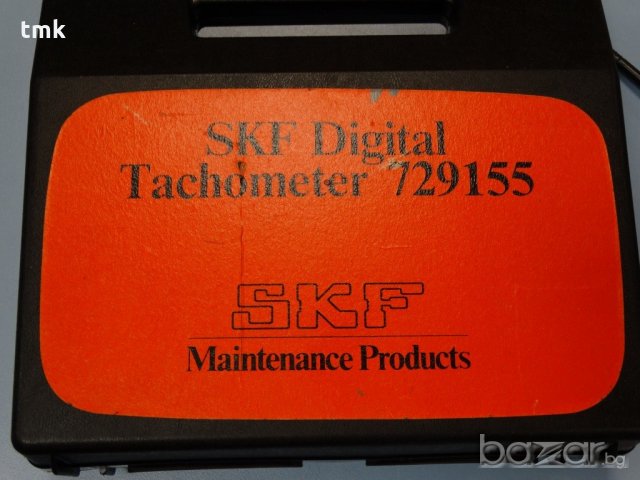 tmk
SKF Digital
Tachometer 729155
SKF
Maintenance Products
bazar.bg